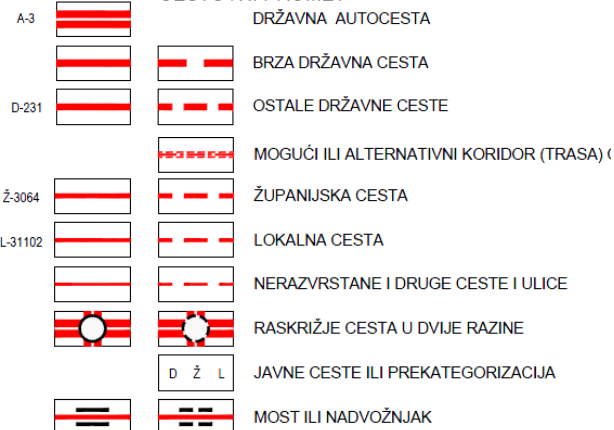 A-3 DRŽAVNA AUTOCESTA
BRZA DRŽAVNA CESTA
D-231 OSTALE DRŽAVNE CESTE
MOGUĆI ILI ALTERNATIVNI KORIDOR (TRASA)
Ž-3064 ŽUPANIJSKA CESTA
L-31102 LOKALNA CESTA
NERAZVRSTANE I DRUGE CESTE I ULICE
RASKRIŽJE CESTA U DVIJE RAZINE
D Ž L JAVNE CESTE ILI PREKATEGORIZACIJA
MOST ILI NADVOŽNJAK